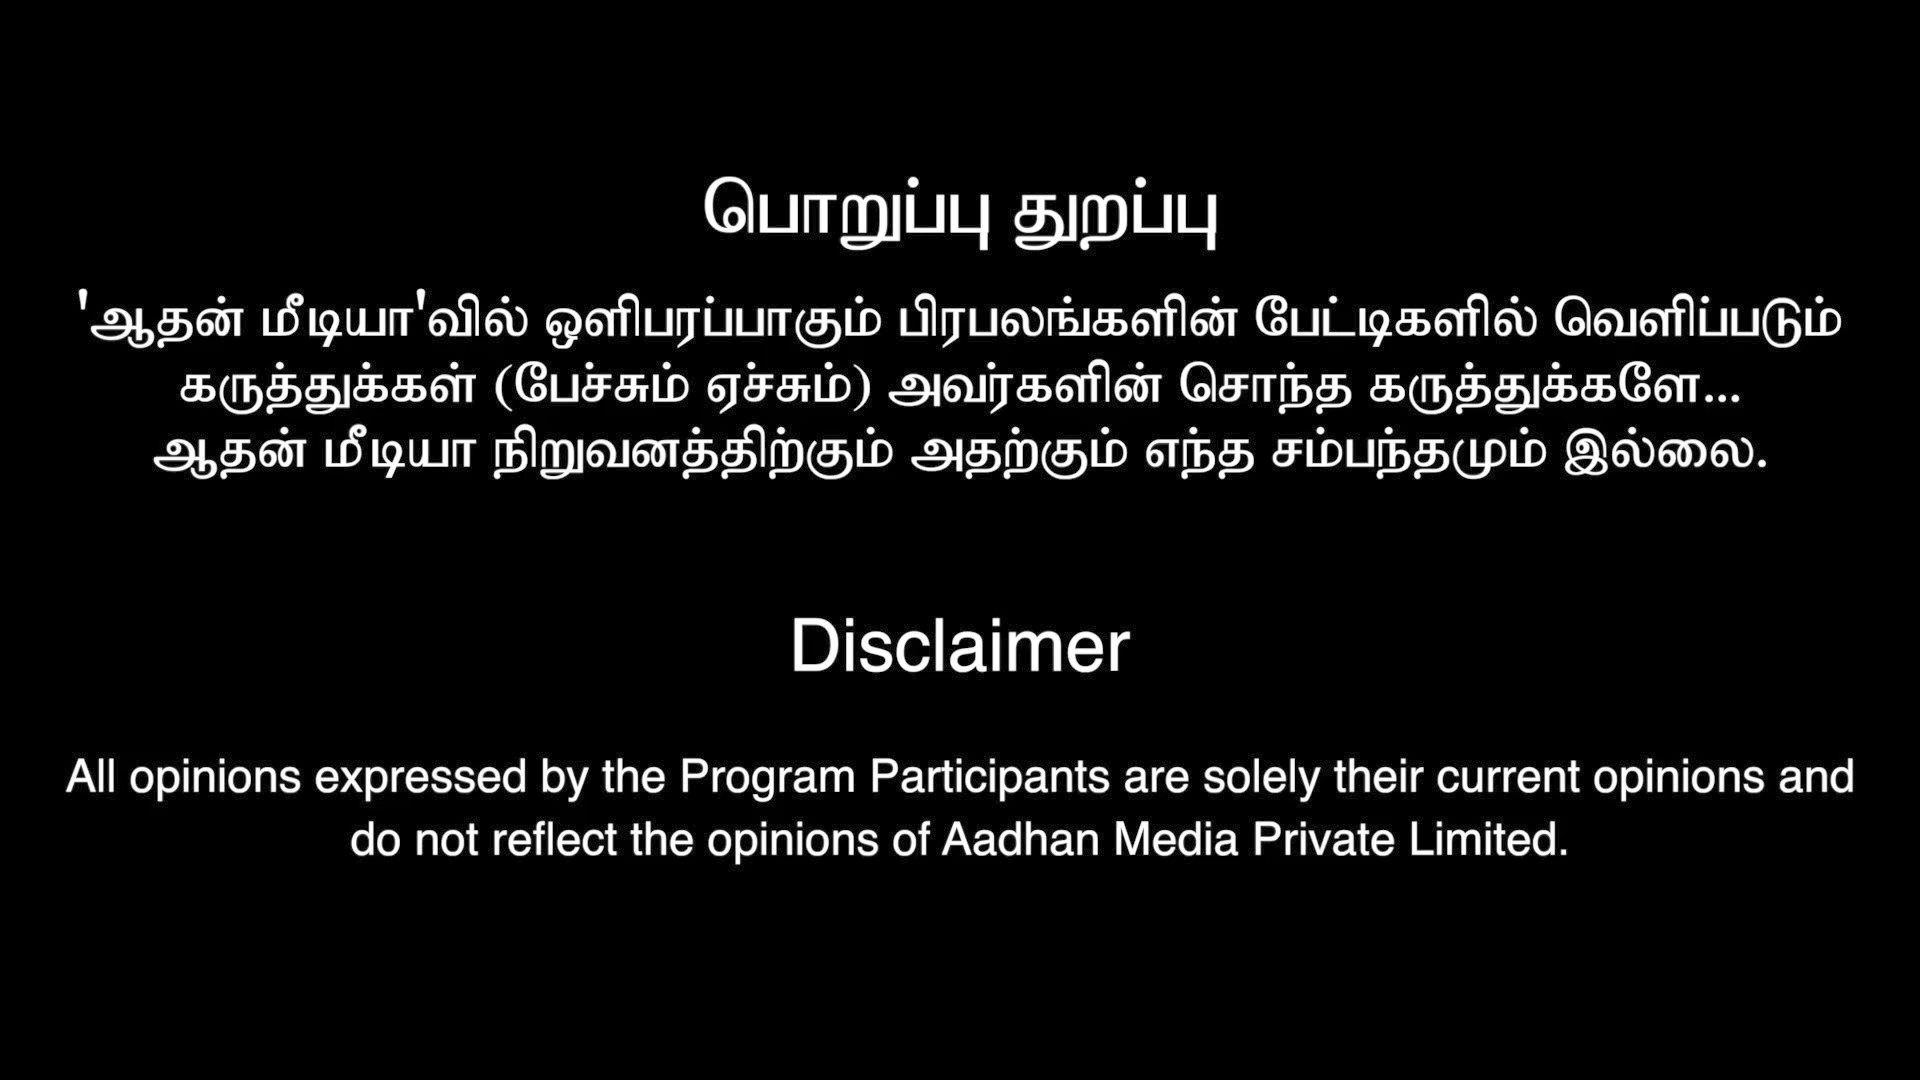 பொறுப்பு துறப்பு
'ஆதன் மீடியா'வில் ஒளிபரப்பாகும் பிரபலங்களின் பேட்டிகளில் வெளிப்படும்
கருத்துக்கள் (பேச்சும் ஏச்சும்) அவர்களின் சொந்த கருத்துக்களே...
ஆதன் மீடியா நிறுவனத்திற்கும் அதற்கும் எந்த சம்பந்தமும் இல்லை.
Disclaimer
All opinions expressed by the Program Participants are solely their current opinions and
do not reflect the opinions of Aadhan Media Private Limited.